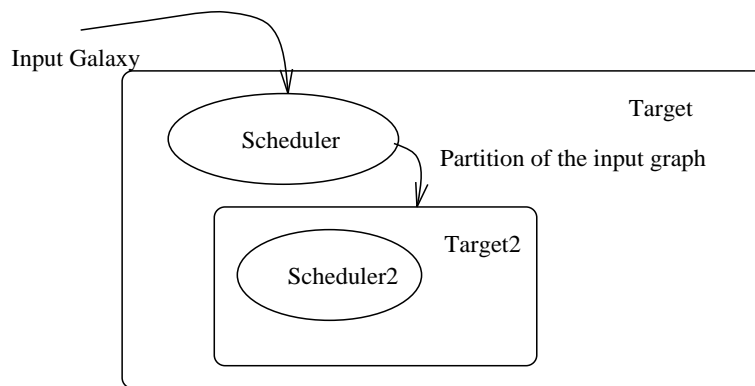 Input Galaxy
Target
Scheduler
Partition of the input graph
Target2
Scheduler2